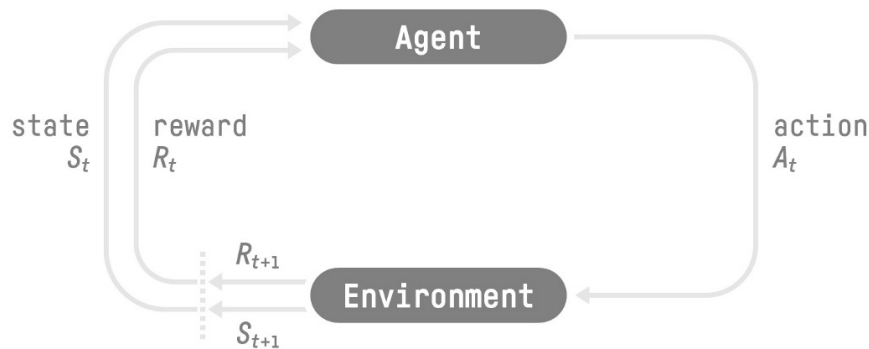 Agent
state
S_t
reward
R_t
action
A_t
R_{t+1}
Environment
S_{t+1}